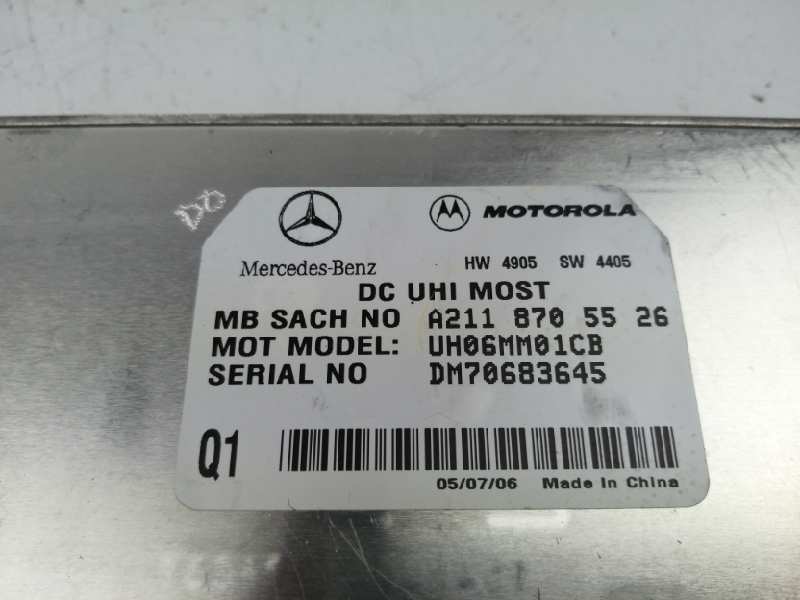 MOTOROLA
Mercedes-Benz
HW 4905 SW 4405
DC UHI MOST
MB SACH NO A211 870 55 26
MOT MODEL: UH06MM01CB
SERIAL NO DM70683645
Q1
05/07/06 Made In China